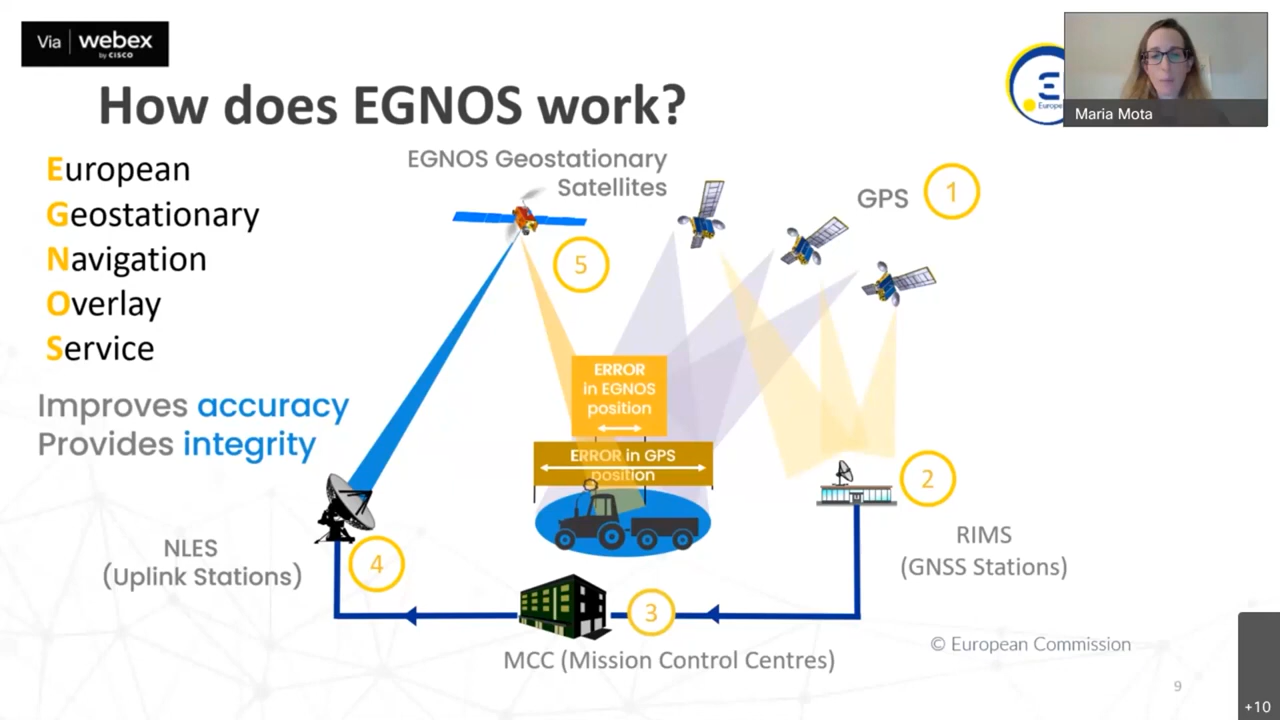 Via | webex
by CISCO
How does EGNOS work?
European
Geostationary
Navigation
Overlay
Service
Improves accuracy
Provides integrity
EGNOS Geostationary
Satellites
GPS
1
5
ERROR
in EGNOS
position
ERROR in GPS
position
2
RIMS
(GNSS Stations)
NLES
(Uplink Stations)
4
3
MCC (Mission Control Centres)
© European Commission
9
Maria Mota
+10